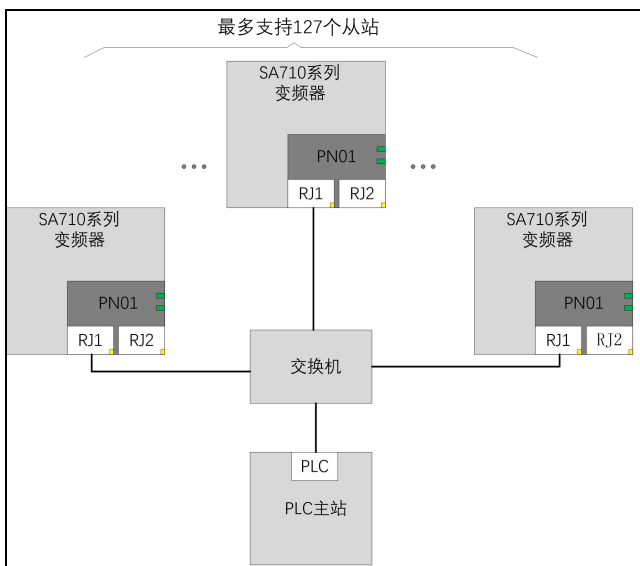 最多支持127个从站
SA710系列
变频器
PN01
RJ1
RJ2
SA710系列
变频器
PN01
RJ1
RJ2
SA710系列
变频器
PN01
RJ1
RJ2
交换机
PLC
PLC主站